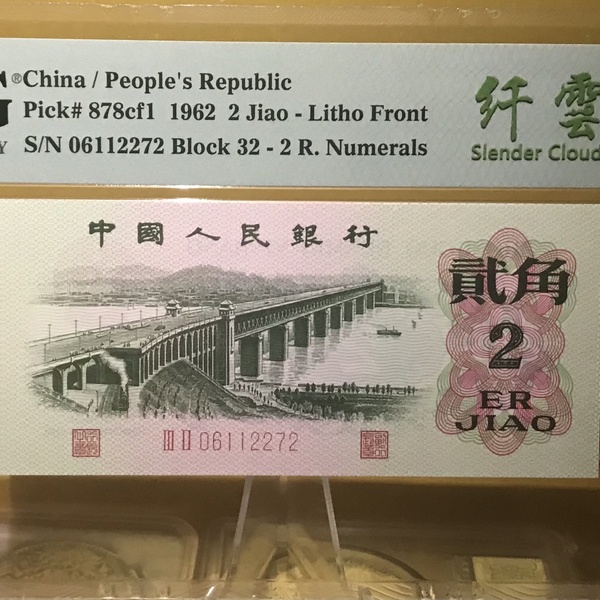 ®China / People's Republic
Pick# 878cf1 1962 2 Jiao - Litho Front
S/N 06112272 Block 32 - 2 R. Numerals
纤雲
Slender Cloud
中國人民銀行
貳角
2
ER
JIAO
III II 06112272